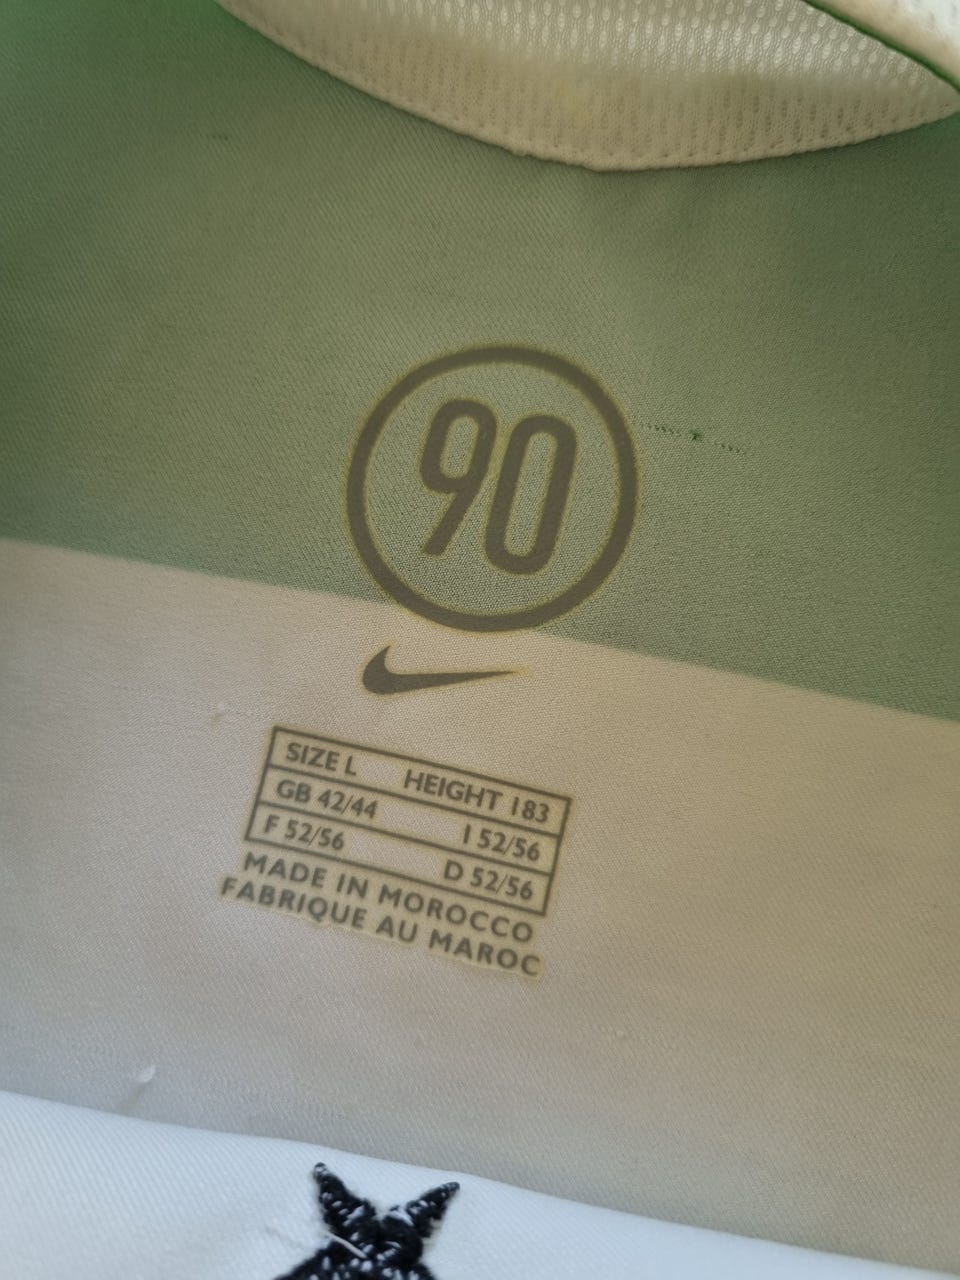 90
SIZE L HEIGHT 183
GB 42/44 I 52/56
F 52/56 D 52/56
MADE IN MOROCCO
FABRIQUE AU MAROC